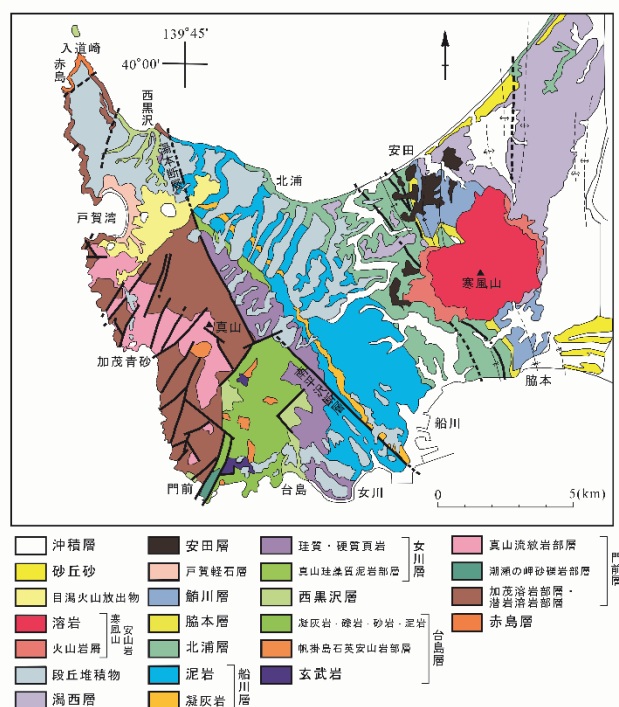 入道崎
赤島
139°45'
40°00'
西黒沢
安田
北浦
戸賀湾
寒風山
真山
加茂青砂
脇本
船川
門前
台島
女川
0 5(km)
沖積層
砂丘砂
目潟火山放出物
溶岩
火山岩屑
寒風山
安山岩
段丘堆積物
潟西層
安田層
戸賀軽石層
鮪川層
脇本層
北浦層
泥岩
凝灰岩
船川層
珪質・硬質頁岩
真山珪藻質泥岩部層
女川層
西黒沢層
凝灰岩・礫岩・砂岩・泥岩
帆掛島石英安山岩部層
玄武岩
台島層
真山流紋岩部層
潮瀬の岬砂礫岩部層
加茂溶岩部層・
潜岩溶岩部層
門前層
赤島層